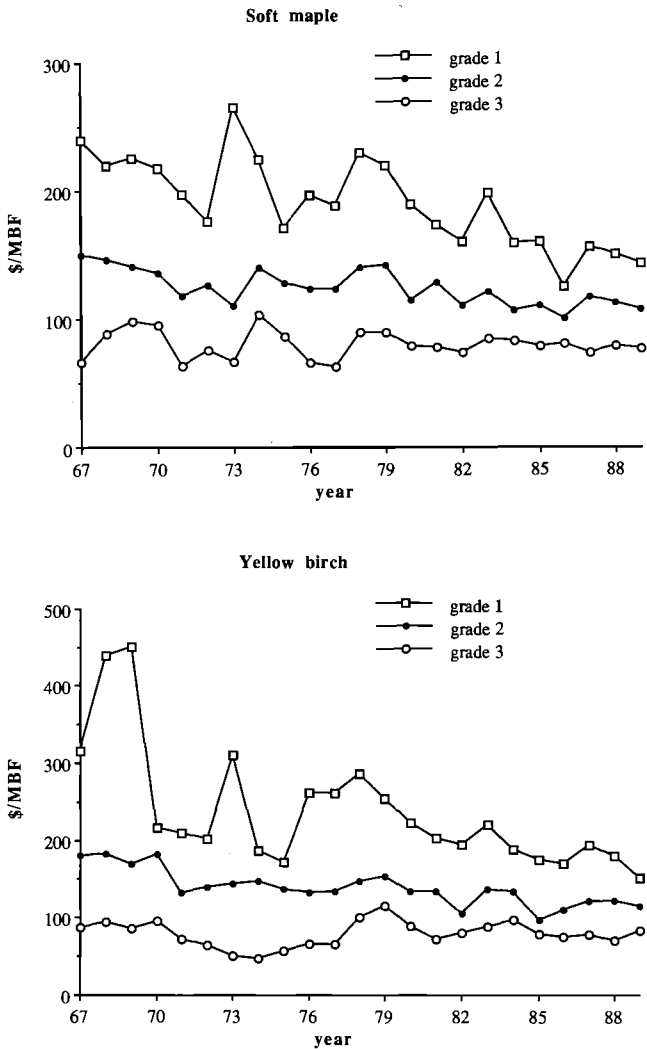 Soft maple
grade 1
grade 2
grade 3
300
200
100
0
$/MBF
67 70 73 76 79 82 85 88
year
Yellow birch
grade 1
grade 2
grade 3
500
400
300
200
100
0
$/MBF
67 70 73 76 79 82 85 88
year